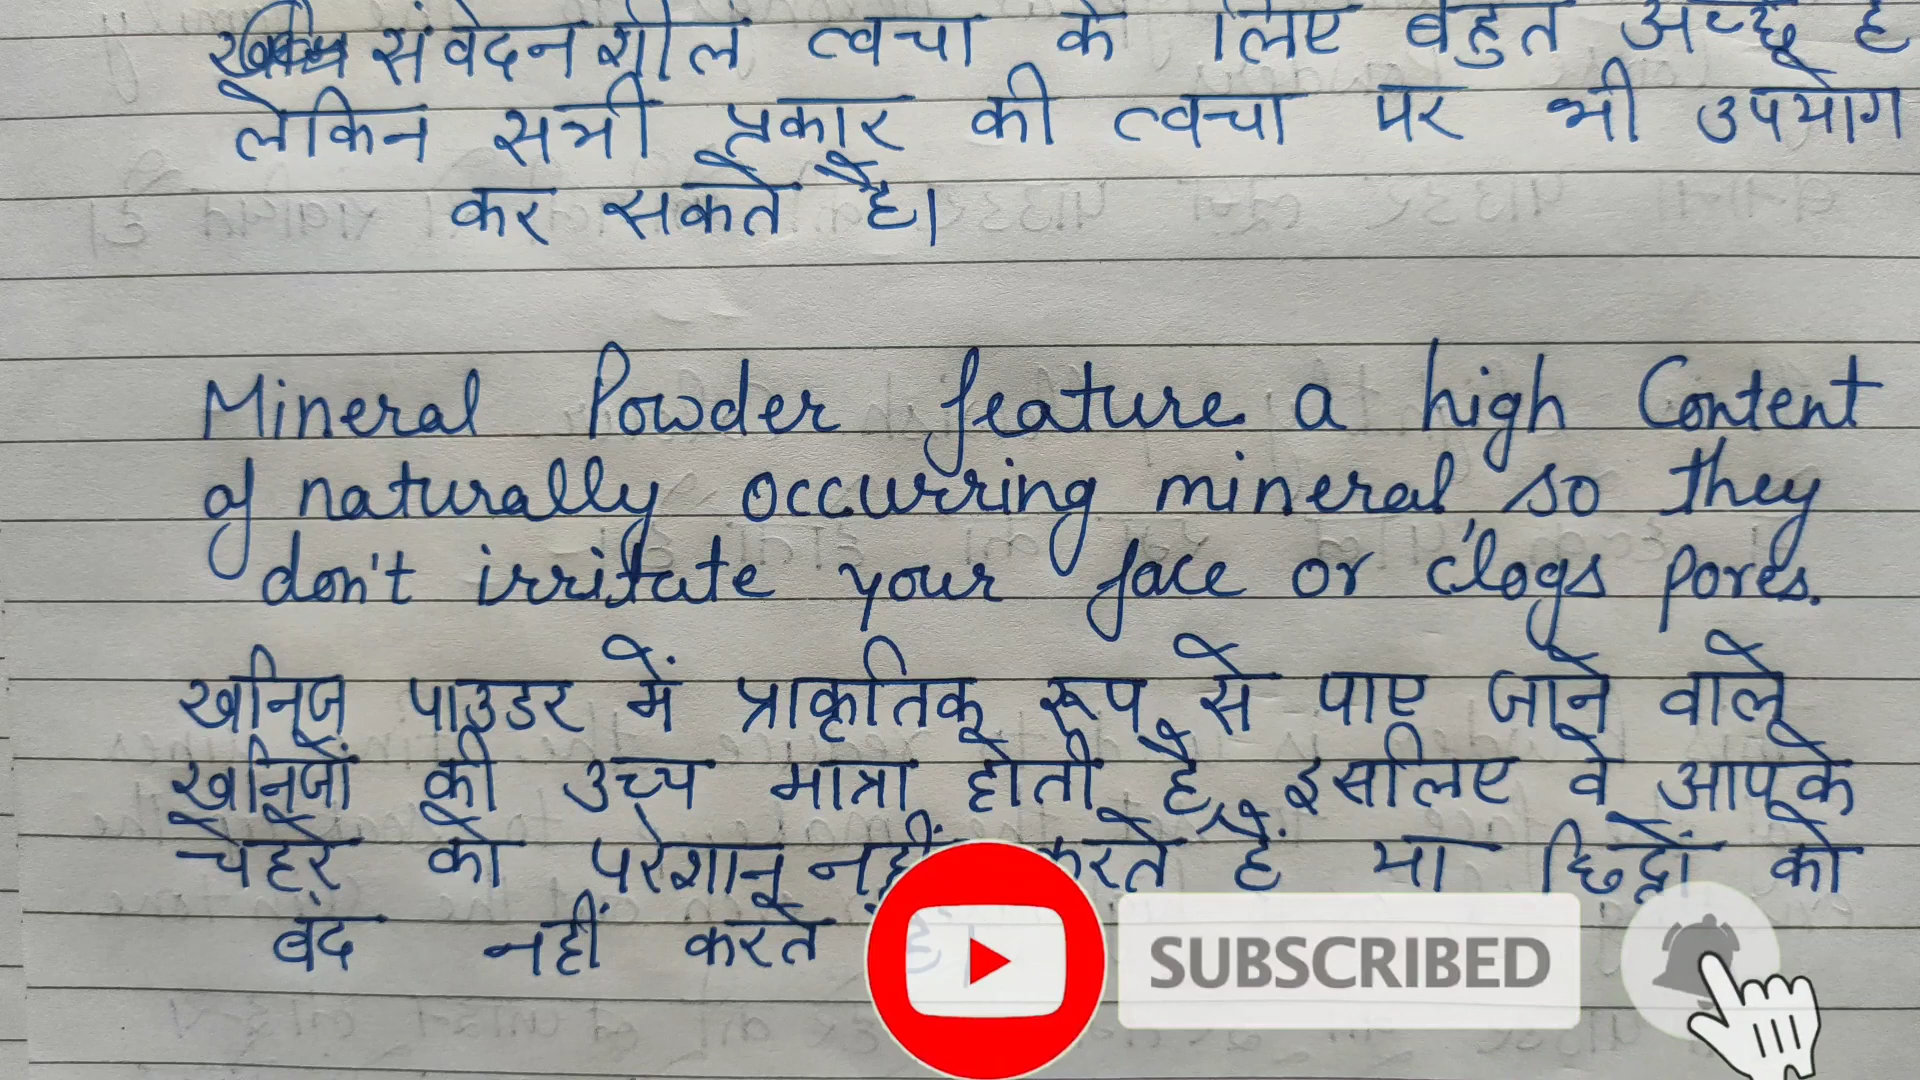 संवेदनशील त्वचा के लिए बहुत अच्छे है
लेकिन सभी प्रकार की त्वचा पर भी उपयोग
कर सकते है।
Mineral Powder feature a high Content
of naturally occurring mineral, so they
don't irritate your face or clogs pores.
खनिज पाउडर में प्राकृतिक रूप से पाए जाने वाले
खनिजों की उच्च मात्रा होती है, इसलिए वे आपके
चेहरे को परेशान नहीं करते हैं या छिद्रों को
बंद नहीं करते
SUBSCRIBED